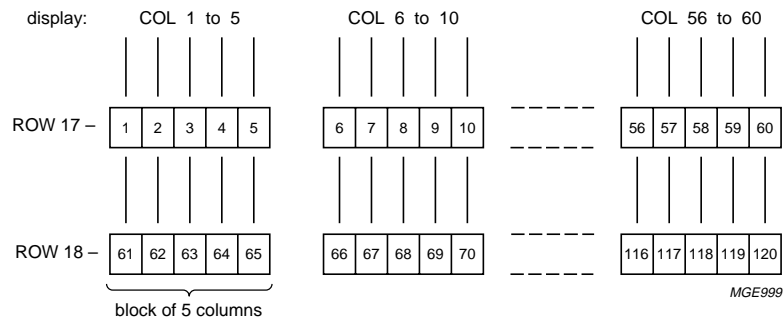 display: COL 1 to 5 COL 6 to 10 COL 56 to 60
ROW 17 – 1 2 3 4 5 6 7 8 9 10 56 57 58 59 60
ROW 18 – 61 62 63 64 65 66 67 68 69 70 116 117 118 119 120
MGE999
block of 5 columns